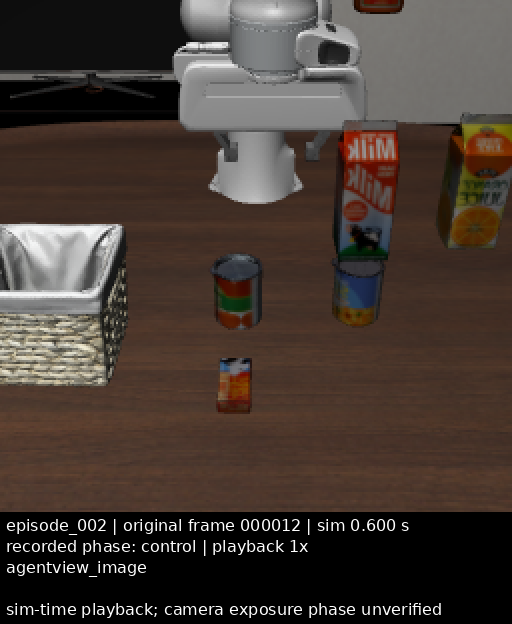 Milk
Milk
JUICE
episode_002 | original frame 000012 | sim 0.600 s
recorded phase: control | playback 1x
agentview_image
sim-time playback; camera exposure phase unverified